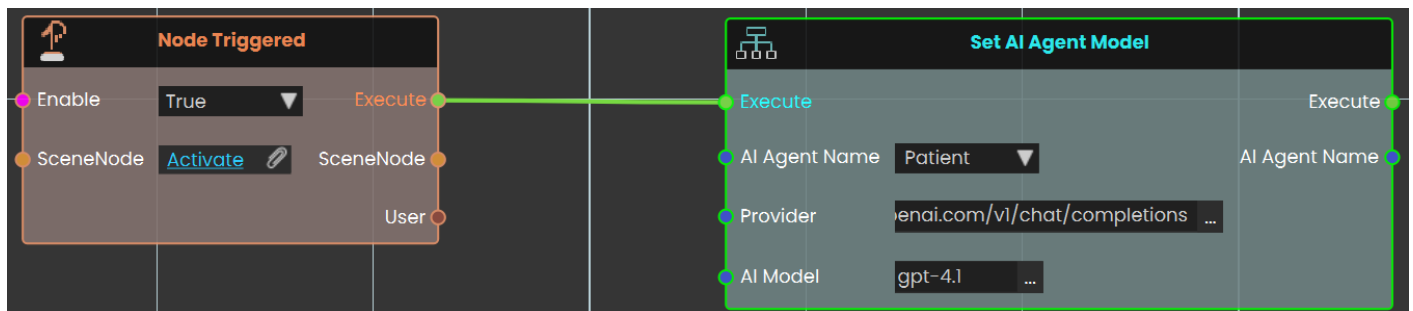 Node Triggered
Enable
True
Execute
SceneNode
Activate
SceneNode
User
Set AI Agent Model
Execute
Execute
AI Agent Name
Patient
AI Agent Name
Provider
enai.com/v1/chat/completions
...
AI Model
gpt-4.1
...